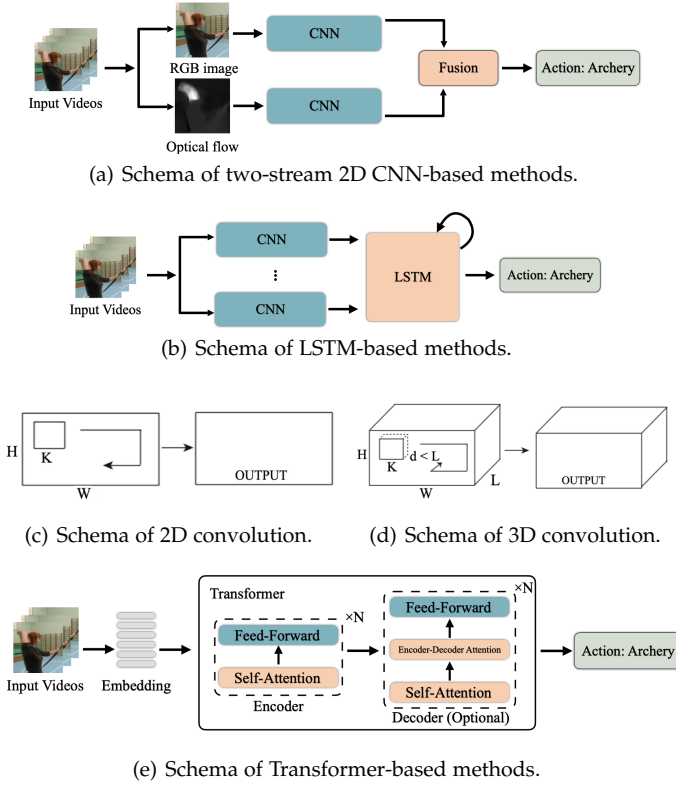 CNN
RGB image
Input Videos
Fusion
Action: Archery
CNN
Optical flow
(a) Schema of two-stream 2D CNN-based methods.
CNN
...
Input Videos
LSTM
Action: Archery
CNN
(b) Schema of LSTM-based methods.
H
K
W
OUTPUT
H
K
d < L
W
L
OUTPUT
(c) Schema of 2D convolution.
(d) Schema of 3D convolution.
Transformer
×N
×N
Feed-Forward
Feed-Forward
Encoder-Decoder Attention
Self-Attention
Self-Attention
Input Videos
Embedding
Encoder
Decoder (Optional)
Action: Archery
(e) Schema of Transformer-based methods.